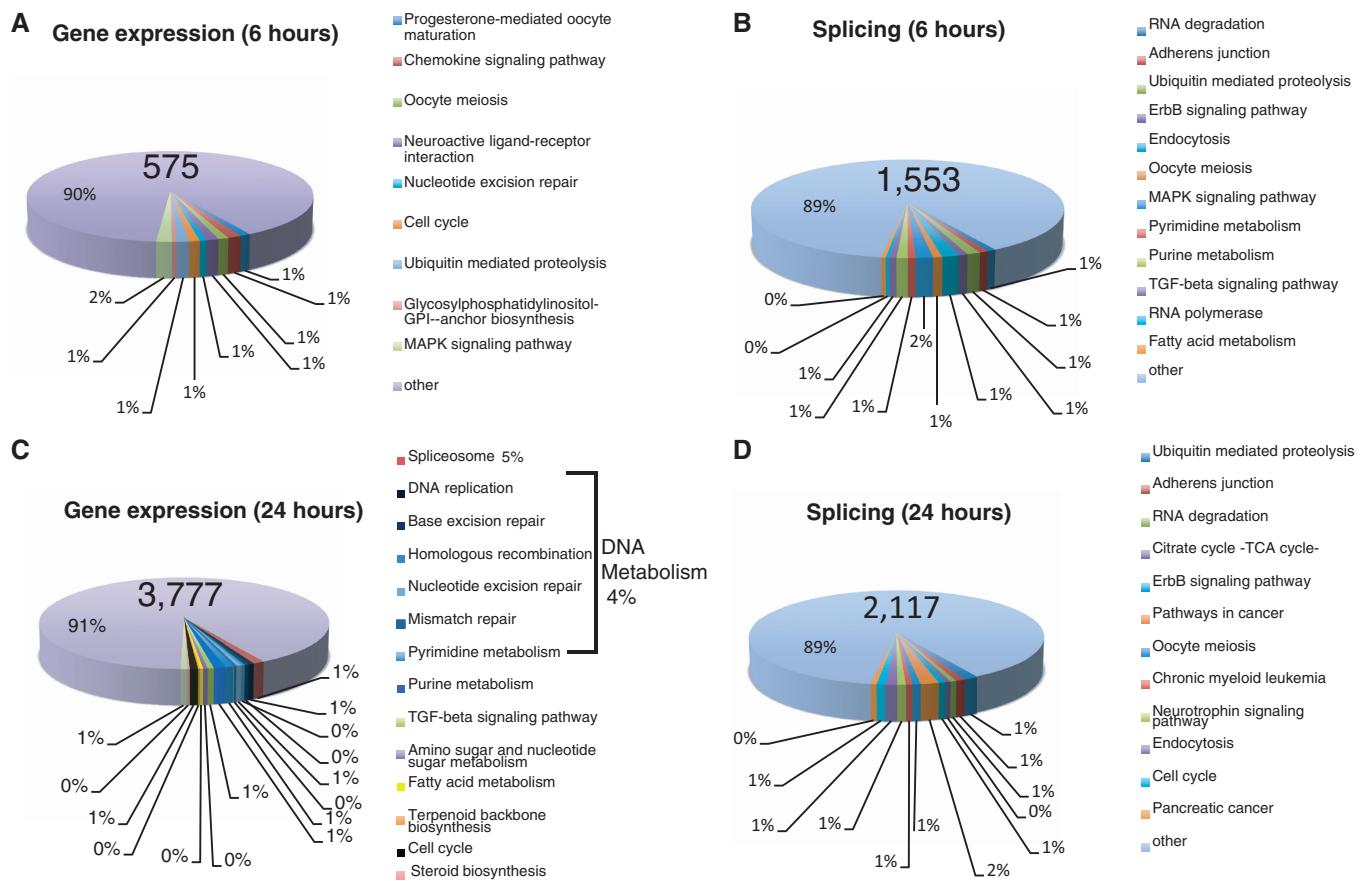 A
Gene expression (6 hours)
575
90%
2%
1%
1%
1%
1%
1%
1%
1%
1%
Progesterone-mediated oocyte
maturation
Chemokine signaling pathway
Oocyte meiosis
Neuroactive ligand-receptor
interaction
Nucleotide excision repair
Cell cycle
Ubiquitin mediated proteolysis
Glycosylphosphatidylinositol-
GPI--anchor biosynthesis
MAPK signaling pathway
other
B
Splicing (6 hours)
1,553
89%
0%
0%
1%
1%
1%
2%
1%
1%
1%
1%
1%
1%
RNA degradation
Adherens junction
Ubiquitin mediated proteolysis
ErbB signaling pathway
Endocytosis
Oocyte meiosis
MAPK signaling pathway
Pyrimidine metabolism
Purine metabolism
TGF-beta signaling pathway
RNA polymerase
Fatty acid metabolism
other
C
Gene expression (24 hours)
3,777
91%
1%
0%
1%
0%
0%
0%
1%
1%
1%
0%
1%
0%
0%
1%
1%
Spliceosome 5%
DNA replication
Base excision repair
Homologous recombination
Nucleotide excision repair
Mismatch repair
Pyrimidine metabolism
DNA
Metabolism
4%
Purine metabolism
TGF-beta signaling pathway
Amino sugar and nucleotide
sugar metabolism
Fatty acid metabolism
Terpenoid backbone
biosynthesis
Cell cycle
Steroid biosynthesis
D
Splicing (24 hours)
2,117
89%
0%
1%
1%
1%
1%
1%
2%
1%
0%
1%
1%
1%
Ubiquitin mediated proteolysis
Adherens junction
RNA degradation
Citrate cycle -TCA cycle-
ErbB signaling pathway
Pathways in cancer
Oocyte meiosis
Chronic myeloid leukemia
Neurotrophin signaling
pathway
Endocytosis
Cell cycle
Pancreatic cancer
other